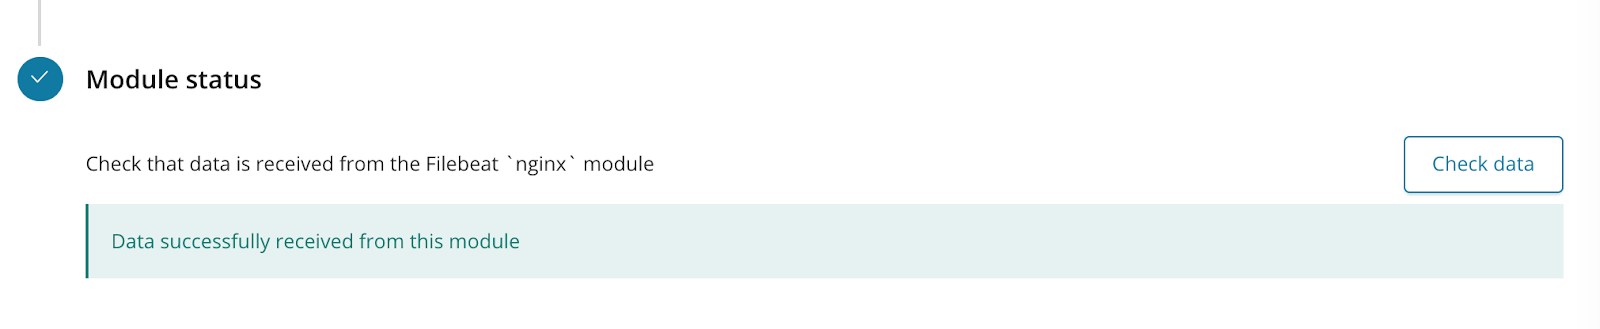 Module status
Check that data is received from the Filebeat `nginx` module
Check data
Data successfully received from this module